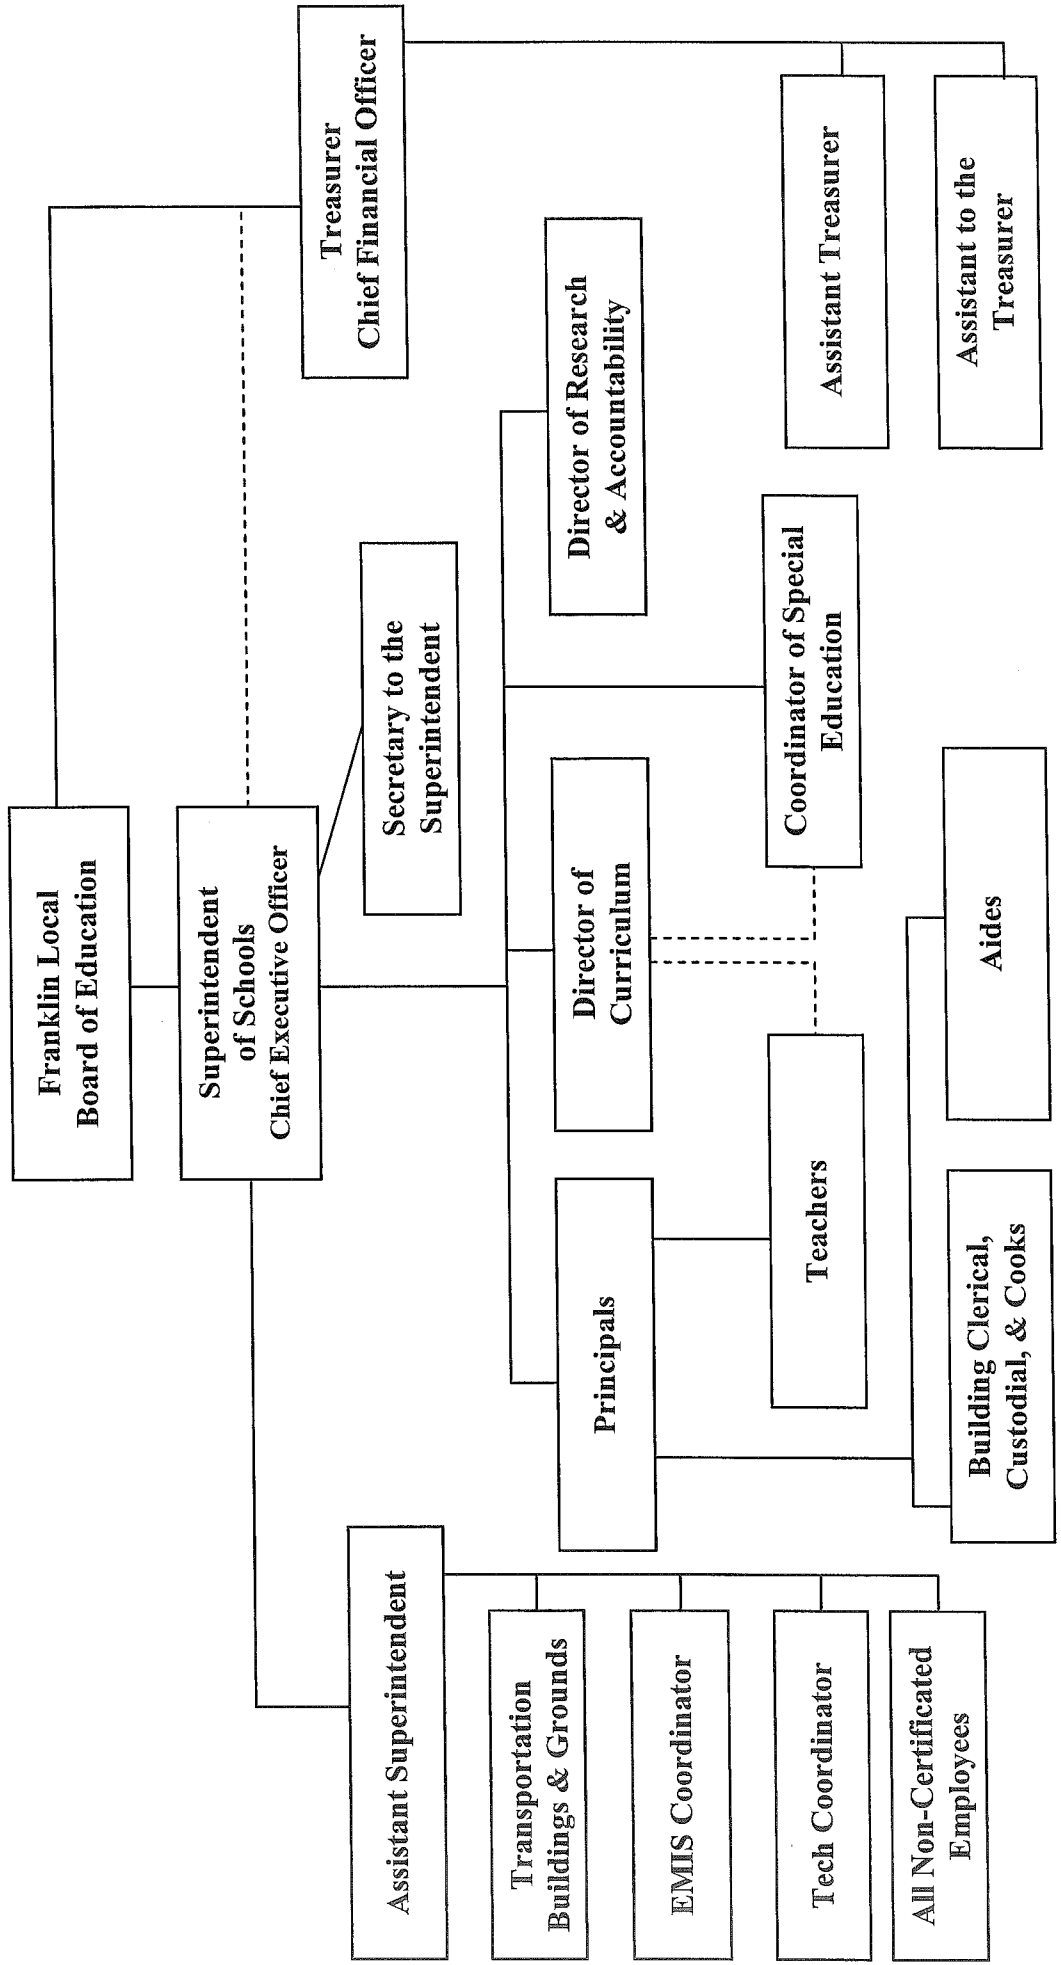 Franklin Local
Board of Education
Superintendent
of Schools
Chief Executive Officer
Treasurer
Chief Financial Officer
Assistant Superintendent
Secretary to the
Superintendent
Transportation
Buildings & Grounds
EMIS Coordinator
Tech Coordinator
All Non-Certificated
Employees
Principals
Director of
Curriculum
Director of Research
& Accountability
Teachers
Coordinator of Special
Education
Assistant Treasurer
Assistant to the
Treasurer
Building Clerical,
Custodial, & Cooks
Aides